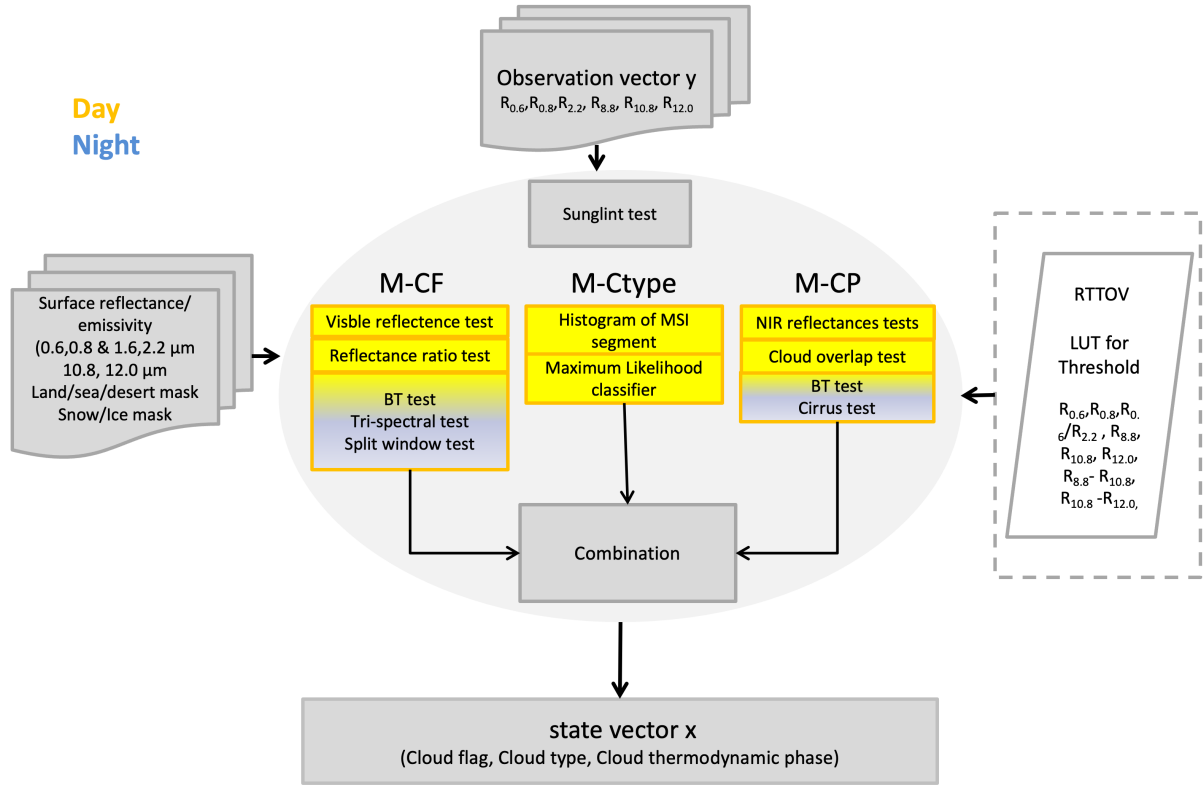 Observation vector y
R0.6,R0.8,R2.2, R8.8, R10.8, R12.0
Day
Night
Sunglint test
Surface reflectance/
emissivity
(0.6,0.8 & 1.6,2.2 µm
10.8, 12.0 µm
Land/sea/desert mask
Snow/Ice mask
M-CF
Visble reflectence test
Reflectance ratio test
BT test
Tri-spectral test
Split window test
M-Ctype
Histogram of MSI
segment
Maximum Likelihood
classifier
M-CP
NIR reflectances tests
Cloud overlap test
BT test
Cirrus test
RTTOV
LUT for
Threshold
R0.6,R0.8,R0.
6/R2.2 , R8.8,
R10.8, R12.0,
R8.8- R10.8,
R10.8 -R12.0,
Combination
state vector x
(Cloud flag, Cloud type, Cloud thermodynamic phase)